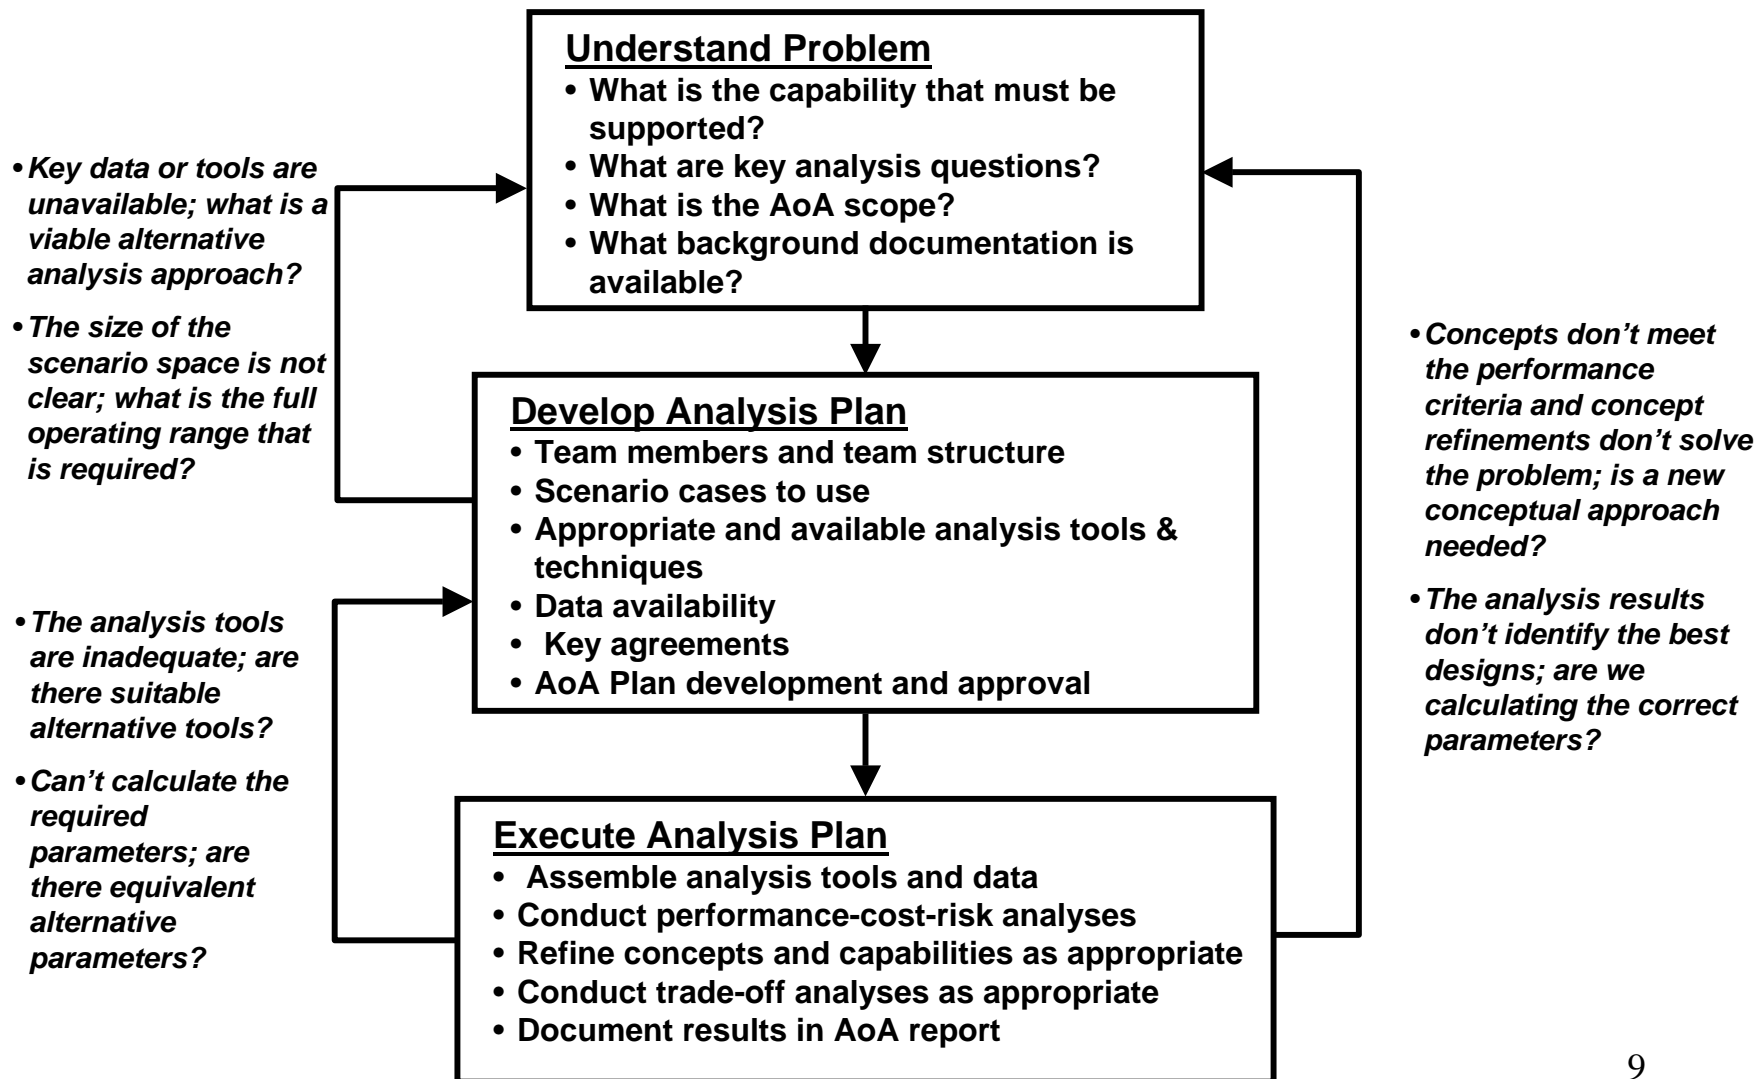 Understand Problem
• What is the capability that must be
supported?
• What are key analysis questions?
• What is the AoA scope?
• What background documentation is
available?
• Key data or tools are
unavailable; what is a
viable alternative
analysis approach?
• The size of the
scenario space is not
clear; what is the full
operating range that
is required?
Develop Analysis Plan
• Team members and team structure
• Scenario cases to use
• Appropriate and available analysis tools &
techniques
• Data availability
• Key agreements
• AoA Plan development and approval
• Concepts don’t meet
the performance
criteria and concept
refinements don’t solve
the problem; is a new
conceptual approach
needed?
• The analysis results
don’t identify the best
designs; are we
calculating the correct
parameters?
• The analysis tools
are inadequate; are
there suitable
alternative tools?
• Can’t calculate the
required
parameters; are
there equivalent
alternative
parameters?
Execute Analysis Plan
• Assemble analysis tools and data
• Conduct performance-cost-risk analyses
• Refine concepts and capabilities as appropriate
• Conduct trade-off analyses as appropriate
• Document results in AoA report
9